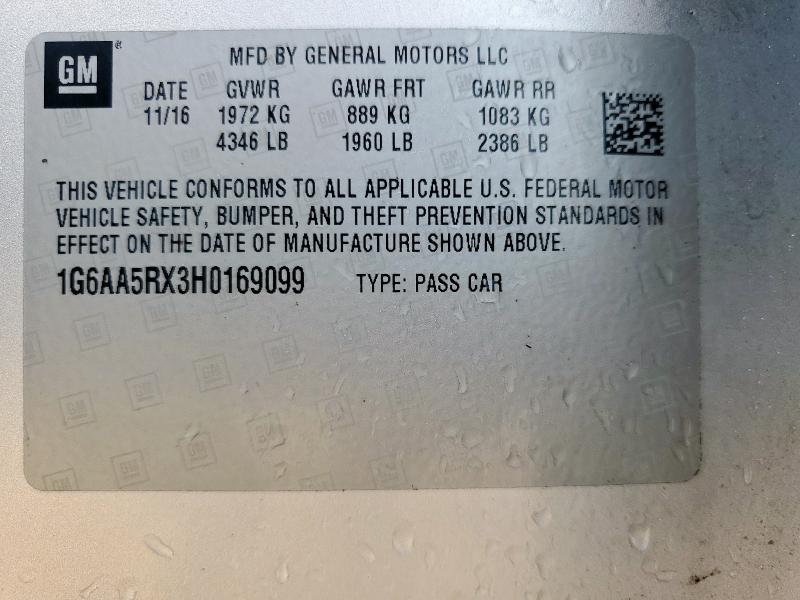 GM
MFD BY GENERAL MOTORS LLC
DATE GVWR GAWR FRT GAWR RR
11/16 1972 KG 889 KG 1083 KG
4346 LB 1960 LB 2386 LB
THIS VEHICLE CONFORMS TO ALL APPLICABLE U.S. FEDERAL MOTOR
VEHICLE SAFETY, BUMPER, AND THEFT PREVENTION STANDARDS IN
EFFECT ON THE DATE OF MANUFACTURE SHOWN ABOVE.
1G6AA5RX3H0169099 TYPE: PASS CAR